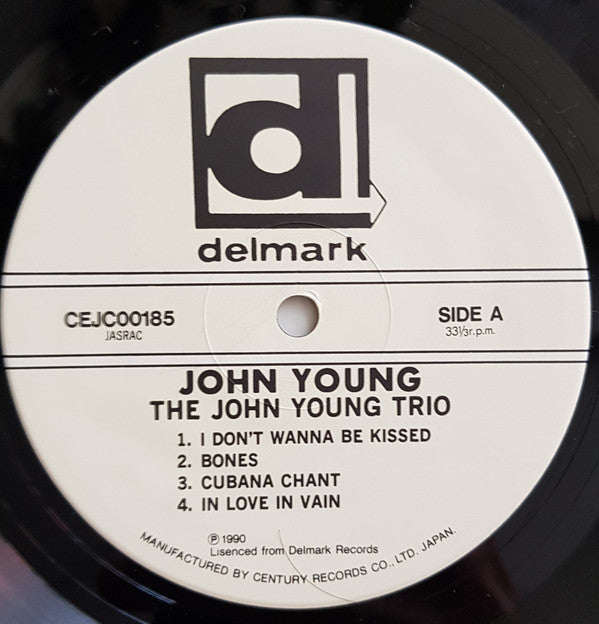 d
delmark
CEJC00185
JASRAC
SIDE A
33⅓r.p.m.
JOHN YOUNG
THE JOHN YOUNG TRIO
1. I DON'T WANNA BE KISSED
2. BONES
3. CUBANA CHANT
4. IN LOVE IN VAIN
Ⓟ1990
Lisenced from Delmark Records
MANUFACTURED BY CENTURY RECORDS CO., LTD. JAPAN.